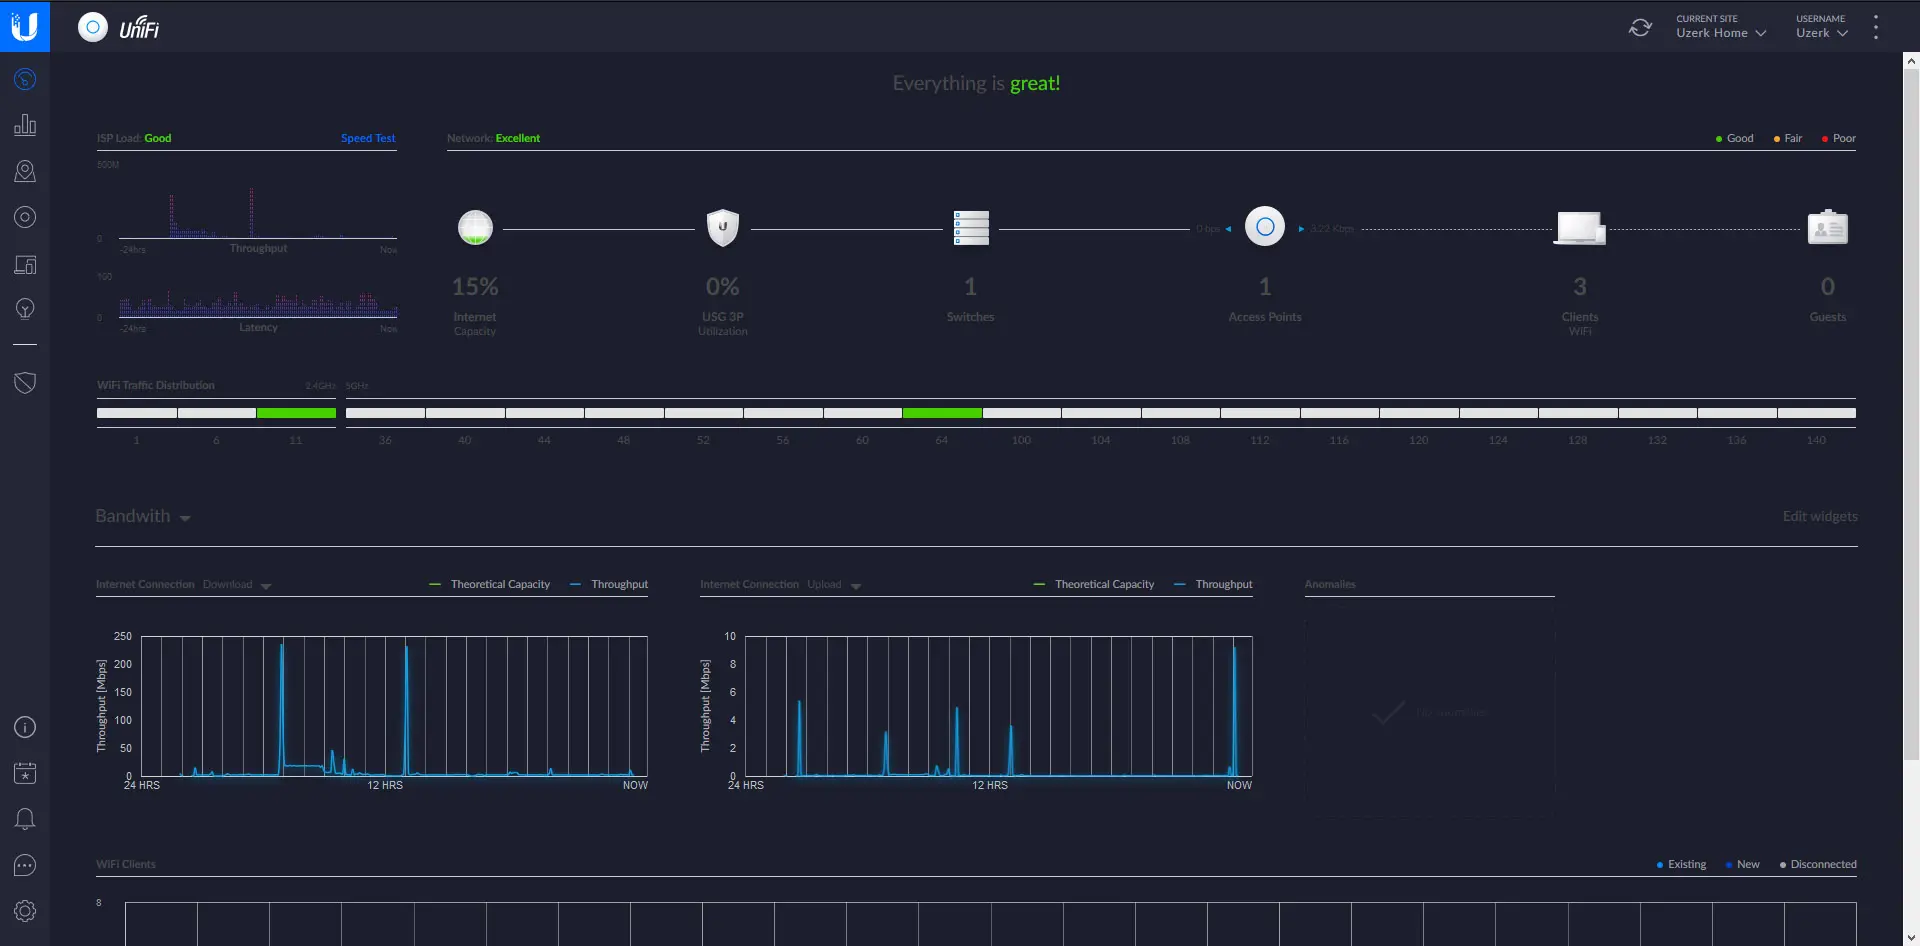 UniFi
CURRENT SITE
Uzerk Home
USERNAME
Uzerk
Everything is great!
ISP Load: Good
Speed Test
Network: Excellent
Good
Fair
Poor
0
-24hrs
Throughput
Now
100
0
-24hrs
Latency
Now
0 bps
3.22 Kbps
15%
Internet
Capacity
0%
USG 3P
Utilization
1
Switches
1
Access Points
3
Clients
WiFi
0
Guests
WiFi Traffic Distribution
2.4GHz
5GHz
1 6 11 36 40 44 48 52 56 60 64 100 104 108 112 116 120 124 128 132 136 140
Bandwith
Edit widgets
Internet Connection Download
Theoretical Capacity
Throughput
250
200
150
100
50
0
Throughput [Mbps]
24 HRS
12 HRS
NOW
Internet Connection Upload
Theoretical Capacity
Throughput
10
8
6
4
2
0
Throughput [Mbps]
24 HRS
12 HRS
NOW
Anomalies
No anomalies
WiFi Clients
Existing
New
Disconnected
8